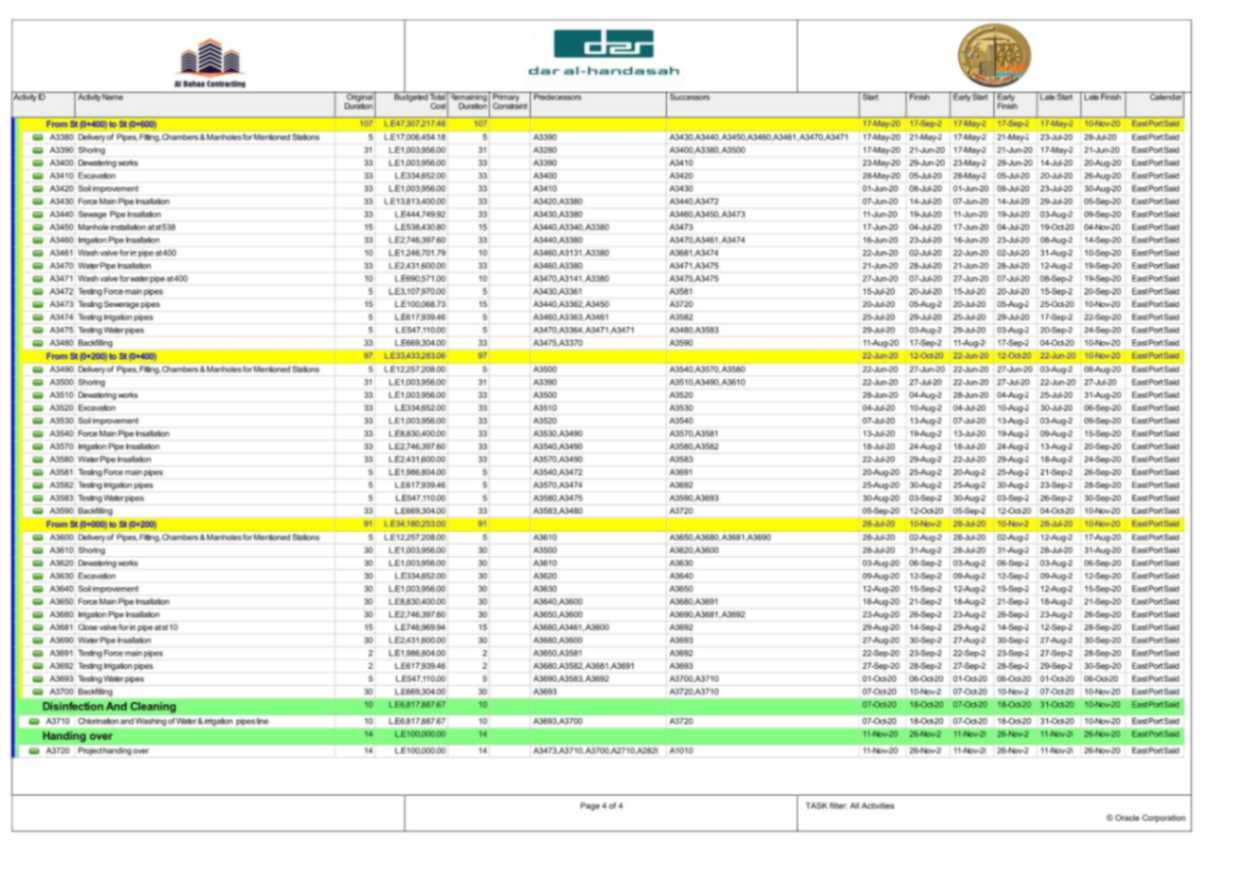 Al Bahaa Contracting
dar
dar al-handasah
Activity ID Activity Name Original Duration Budgeted Total Cost Remaining Duration Primary Constraint Predecessors Successors Start Finish Early Start Early Finish Late Start Late Finish Calendar
From St (0+400) to St (0+600) 107 L.E47,307,217.46 107 17-May-20 17-Sep-2 17-May-2 17-Sep-2 17-May-2 10-Nov-20 East Port Said
A3380 Delivery of Pipes, Fitting, Chambers & Manholes for Mentioned Stations 5 L.E17,006,454.18 5 A3390 A3430,A3440,A3450,A3460,A3461,A3470,A3471 17-May-20 21-May-2 17-May-2 21-May-2 23-Jul-20 28-Jul-20 East Port Said
A3390 Shoring 31 L.E1,003,956.00 31 A3280 A3400,A3380,A3500 17-May-20 21-Jun-20 17-May-2 21-Jun-20 17-May-2 21-Jun-20 East Port Said
A3400 Dewatering works 33 L.E1,003,956.00 33 A3390 A3410 23-May-20 29-Jun-20 23-May-2 29-Jun-20 14-Jul-20 20-Aug-20 East Port Said
A3410 Excavation 33 L.E334,652.00 33 A3400 A3420 28-May-20 05-Jul-20 28-May-2 05-Jul-20 20-Jul-20 26-Aug-20 East Port Said
A3420 Soil improvement 33 L.E1,003,956.00 33 A3410 A3430 01-Jun-20 08-Jul-20 01-Jun-20 08-Jul-20 23-Jul-20 30-Aug-20 East Port Said
A3430 Force Main Pipe Insallation 33 L.E13,813,400.00 33 A3420,A3380 A3440,A3472 07-Jun-20 14-Jul-20 07-Jun-20 14-Jul-20 29-Jul-20 05-Sep-20 East Port Said
A3440 Sewage Pipe Insallation 33 L.E444,749.92 33 A3430,A3380 A3460,A3450,A3473 11-Jun-20 19-Jul-20 11-Jun-20 19-Jul-20 03-Aug-2 09-Sep-20 East Port Said
A3450 Manhole installation at st 538 15 L.E538,430.80 15 A3440,A3340,A3380 A3473 17-Jun-20 04-Jul-20 17-Jun-20 04-Jul-20 19-Oct-20 04-Nov-20 East Port Said
A3460 Irrigation Pipe Insallation 33 L.E2,746,397.60 33 A3440,A3380 A3470,A3461,A3474 16-Jun-20 23-Jul-20 16-Jun-20 23-Jul-20 08-Aug-2 14-Sep-20 East Port Said
A3461 Wash valve for irr.pipe at 400 10 L.E1,246,701.79 10 A3460,A3131,A3380 A3681,A3474 22-Jun-20 02-Jul-20 22-Jun-20 02-Jul-20 31-Aug-2 10-Sep-20 East Port Said
A3470 Water Pipe Insallation 33 L.E2,431,600.00 33 A3460,A3380 A3471,A3475 21-Jun-20 28-Jul-20 21-Jun-20 28-Jul-20 12-Aug-2 19-Sep-20 East Port Said
A3471 Wash valve for water pipe at 400 10 L.E690,571.00 10 A3470,A3141,A3380 A3475,A3475 27-Jun-20 07-Jul-20 27-Jun-20 07-Jul-20 08-Sep-2 19-Sep-20 East Port Said
A3472 Testing Force main pipes 5 L.E3,107,970.00 5 A3430,A3361 A3581 15-Jul-20 20-Jul-20 15-Jul-20 20-Jul-20 15-Sep-2 20-Sep-20 East Port Said
A3473 Testing Sewerage pipes 15 L.E100,068.73 15 A3440,A3362,A3450 A3720 20-Jul-20 05-Aug-2 20-Jul-20 05-Aug-2 25-Oct-20 10-Nov-20 East Port Said
A3474 Testing Irrigation pipes 5 L.E617,939.46 5 A3460,A3363,A3461 A3582 25-Jul-20 29-Jul-20 25-Jul-20 29-Jul-20 17-Sep-2 22-Sep-20 East Port Said
A3475 Testing Water pipes 5 L.E547,110.00 5 A3470,A3364,A3471,A3471 A3480,A3583 29-Jul-20 03-Aug-2 29-Jul-20 03-Aug-2 20-Sep-2 24-Sep-20 East Port Said
A3480 Backfilling 33 L.E669,304.00 33 A3475,A3370 A3590 11-Aug-20 17-Sep-2 11-Aug-2 17-Sep-2 04-Oct-20 10-Nov-20 East Port Said
From St (0+200) to St (0+400) 97 L.E33,433,283.06 97 22-Jun-20 12-Oct-20 22-Jun-20 12-Oct-20 22-Jun-20 10-Nov-20 East Port Said
A3490 Delivery of Pipes, Fitting, Chambers & Manholes for Mentioned Stations 5 L.E12,257,208.00 5 A3500 A3540,A3570,A3580 22-Jun-20 27-Jun-20 22-Jun-20 27-Jun-20 03-Aug-2 08-Aug-20 East Port Said
A3500 Shoring 31 L.E1,003,956.00 31 A3390 A3510,A3490,A3610 22-Jun-20 27-Jul-20 22-Jun-20 27-Jul-20 22-Jun-20 27-Jul-20 East Port Said
A3510 Dewatering works 33 L.E1,003,956.00 33 A3500 A3520 28-Jun-20 04-Aug-2 28-Jun-20 04-Aug-2 25-Jul-20 31-Aug-20 East Port Said
A3520 Excavation 33 L.E334,652.00 33 A3510 A3530 04-Jul-20 10-Aug-2 04-Jul-20 10-Aug-2 30-Jul-20 06-Sep-20 East Port Said
A3530 Soil improvement 33 L.E1,003,956.00 33 A3520 A3540 07-Jul-20 13-Aug-2 07-Jul-20 13-Aug-2 03-Aug-2 09-Sep-20 East Port Said
A3540 Force Main Pipe Insallation 33 L.E8,830,400.00 33 A3530,A3490 A3570,A3581 13-Jul-20 19-Aug-2 13-Jul-20 19-Aug-2 09-Aug-2 15-Sep-20 East Port Said
A3570 Irrigation Pipe Insallation 33 L.E2,746,397.60 33 A3540,A3490 A3580,A3582 18-Jul-20 24-Aug-2 18-Jul-20 24-Aug-2 13-Aug-2 20-Sep-20 East Port Said
A3580 Water Pipe Insallation 33 L.E2,431,600.00 33 A3570,A3490 A3583 22-Jul-20 29-Aug-2 22-Jul-20 29-Aug-2 18-Aug-2 24-Sep-20 East Port Said
A3581 Testing Force main pipes 5 L.E1,986,804.00 5 A3540,A3472 A3691 20-Aug-20 25-Aug-2 20-Aug-2 25-Aug-2 21-Sep-2 26-Sep-20 East Port Said
A3582 Testing Irrigation pipes 5 L.E617,939.46 5 A3570,A3474 A3692 25-Aug-20 30-Aug-2 25-Aug-2 30-Aug-2 23-Sep-2 28-Sep-20 East Port Said
A3583 Testing Water pipes 5 L.E547,110.00 5 A3580,A3475 A3590,A3693 30-Aug-20 03-Sep-2 30-Aug-2 03-Sep-2 26-Sep-2 30-Sep-20 East Port Said
A3590 Backfilling 33 L.E669,304.00 33 A3583,A3480 A3720 05-Sep-20 12-Oct-20 05-Sep-2 12-Oct-20 04-Oct-20 10-Nov-20 East Port Said
From St (0+000) to St (0+200) 91 L.E34,180,253.00 91 28-Jul-20 10-Nov-2 28-Jul-20 10-Nov-2 28-Jul-20 10-Nov-20 East Port Said
A3600 Delivery of Pipes, Fitting, Chambers & Manholes for Mentioned Stations 5 L.E12,257,208.00 5 A3610 A3650,A3680,A3681,A3690 28-Jul-20 02-Aug-2 28-Jul-20 02-Aug-2 12-Aug-2 17-Aug-20 East Port Said
A3610 Shoring 30 L.E1,003,956.00 30 A3500 A3620,A3600 28-Jul-20 31-Aug-2 28-Jul-20 31-Aug-2 28-Jul-20 31-Aug-20 East Port Said
A3620 Dewatering works 30 L.E1,003,956.00 30 A3610 A3630 03-Aug-20 06-Sep-2 03-Aug-2 06-Sep-2 03-Aug-2 06-Sep-20 East Port Said
A3630 Excavation 30 L.E334,652.00 30 A3620 A3640 09-Aug-20 12-Sep-2 09-Aug-2 12-Sep-2 09-Aug-2 12-Sep-20 East Port Said
A3640 Soil improvement 30 L.E1,003,956.00 30 A3630 A3650 12-Aug-20 15-Sep-2 12-Aug-2 15-Sep-2 12-Aug-2 15-Sep-20 East Port Said
A3650 Force Main Pipe Insallation 30 L.E8,830,400.00 30 A3640,A3600 A3680,A3691 18-Aug-20 21-Sep-2 18-Aug-2 21-Sep-2 18-Aug-2 21-Sep-20 East Port Said
A3680 Irrigation Pipe Insallation 30 L.E2,746,397.60 30 A3650,A3600 A3690,A3681,A3692 23-Aug-20 26-Sep-2 23-Aug-2 26-Sep-2 23-Aug-2 26-Sep-20 East Port Said
A3681 Close valve for irr.pipe at st 10 15 L.E748,969.94 15 A3680,A3461,A3600 A3692 29-Aug-20 14-Sep-2 29-Aug-2 14-Sep-2 12-Sep-2 28-Sep-20 East Port Said
A3690 Water Pipe Insallation 30 L.E2,431,600.00 30 A3680,A3600 A3693 27-Aug-20 30-Sep-2 27-Aug-2 30-Sep-2 27-Aug-2 30-Sep-20 East Port Said
A3691 Testing Force main pipes 2 L.E1,986,804.00 2 A3650,A3581 A3692 22-Sep-20 23-Sep-2 22-Sep-2 23-Sep-2 27-Sep-2 28-Sep-20 East Port Said
A3692 Testing Irrigation pipes 2 L.E617,939.46 2 A3680,A3582,A3681,A3691 A3693 27-Sep-20 28-Sep-2 27-Sep-2 28-Sep-2 29-Sep-2 30-Sep-20 East Port Said
A3693 Testing Water pipes 5 L.E547,110.00 5 A3690,A3583,A3692 A3700,A3710 01-Oct-20 06-Oct-20 01-Oct-20 06-Oct-20 01-Oct-20 06-Oct-20 East Port Said
A3700 Backfilling 30 L.E669,304.00 30 A3693 A3720,A3710 07-Oct-20 10-Nov-2 07-Oct-20 10-Nov-2 07-Oct-20 10-Nov-20 East Port Said
Disinfection And Cleaning 10 L.E6,817,887.67 10 07-Oct-20 18-Oct-20 07-Oct-20 18-Oct-20 31-Oct-20 10-Nov-20 East Port Said
A3710 Chlorination and Washing of Water & irrigation pipes line 10 L.E6,817,887.67 10 A3693,A3700 A3720 07-Oct-20 18-Oct-20 07-Oct-20 18-Oct-20 31-Oct-20 10-Nov-20 East Port Said
Handing over 14 L.E100,000.00 14 11-Nov-20 26-Nov-2 11-Nov-2 26-Nov-2 11-Nov-2 26-Nov-20 East Port Said
A3720 Project handing over 14 L.E100,000.00 14 A3473,A3710,A3700,A2710,A2820 A1010 11-Nov-20 26-Nov-2 11-Nov-2 26-Nov-2 11-Nov-2 26-Nov-20 East Port Said
Page 4 of 4
TASK filter: All Activities
© Oracle Corporation